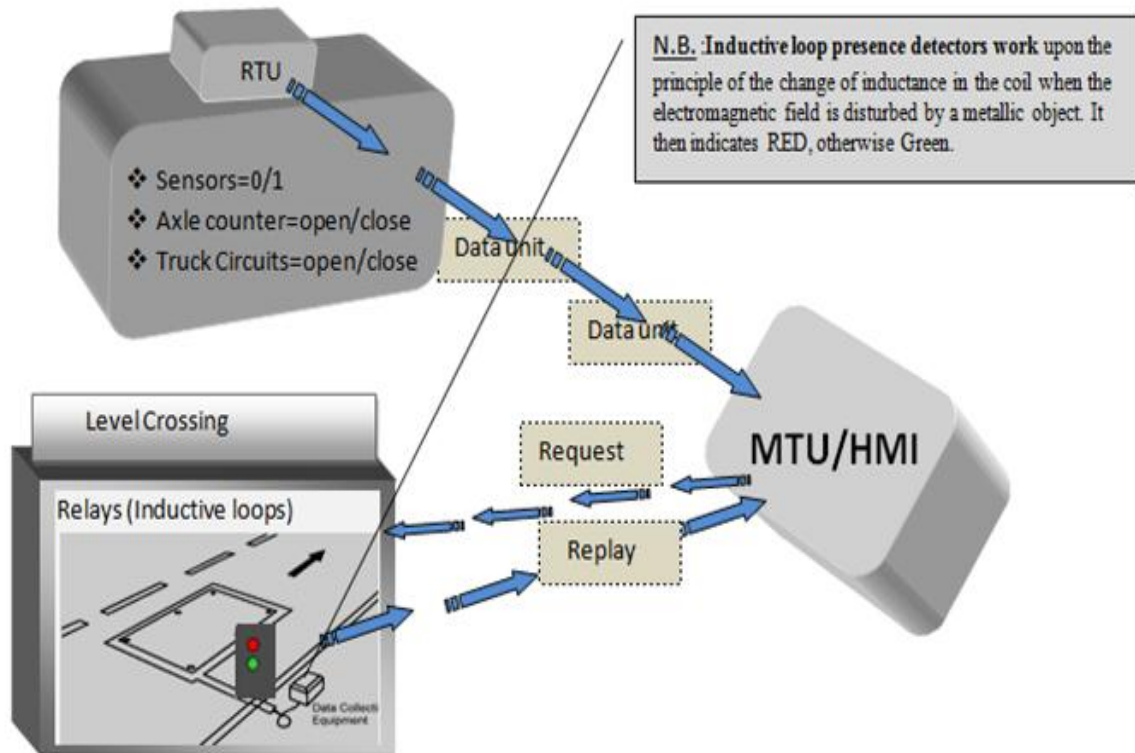 RTU
❖ Sensors=0/1
❖ Axle counter=open/close
❖ Truck Circuits=open/close
N.B. :Inductive loop presence detectors work upon the
principle of the change of inductance in the coil when the
electromagnetic field is disturbed by a metallic object. It
then indicates RED, otherwise Green.
Data unit
Data unit
MTU/HMI
Level Crossing
Request
Relays (Inductive loops)
Replay
Data Collecti
Equipment